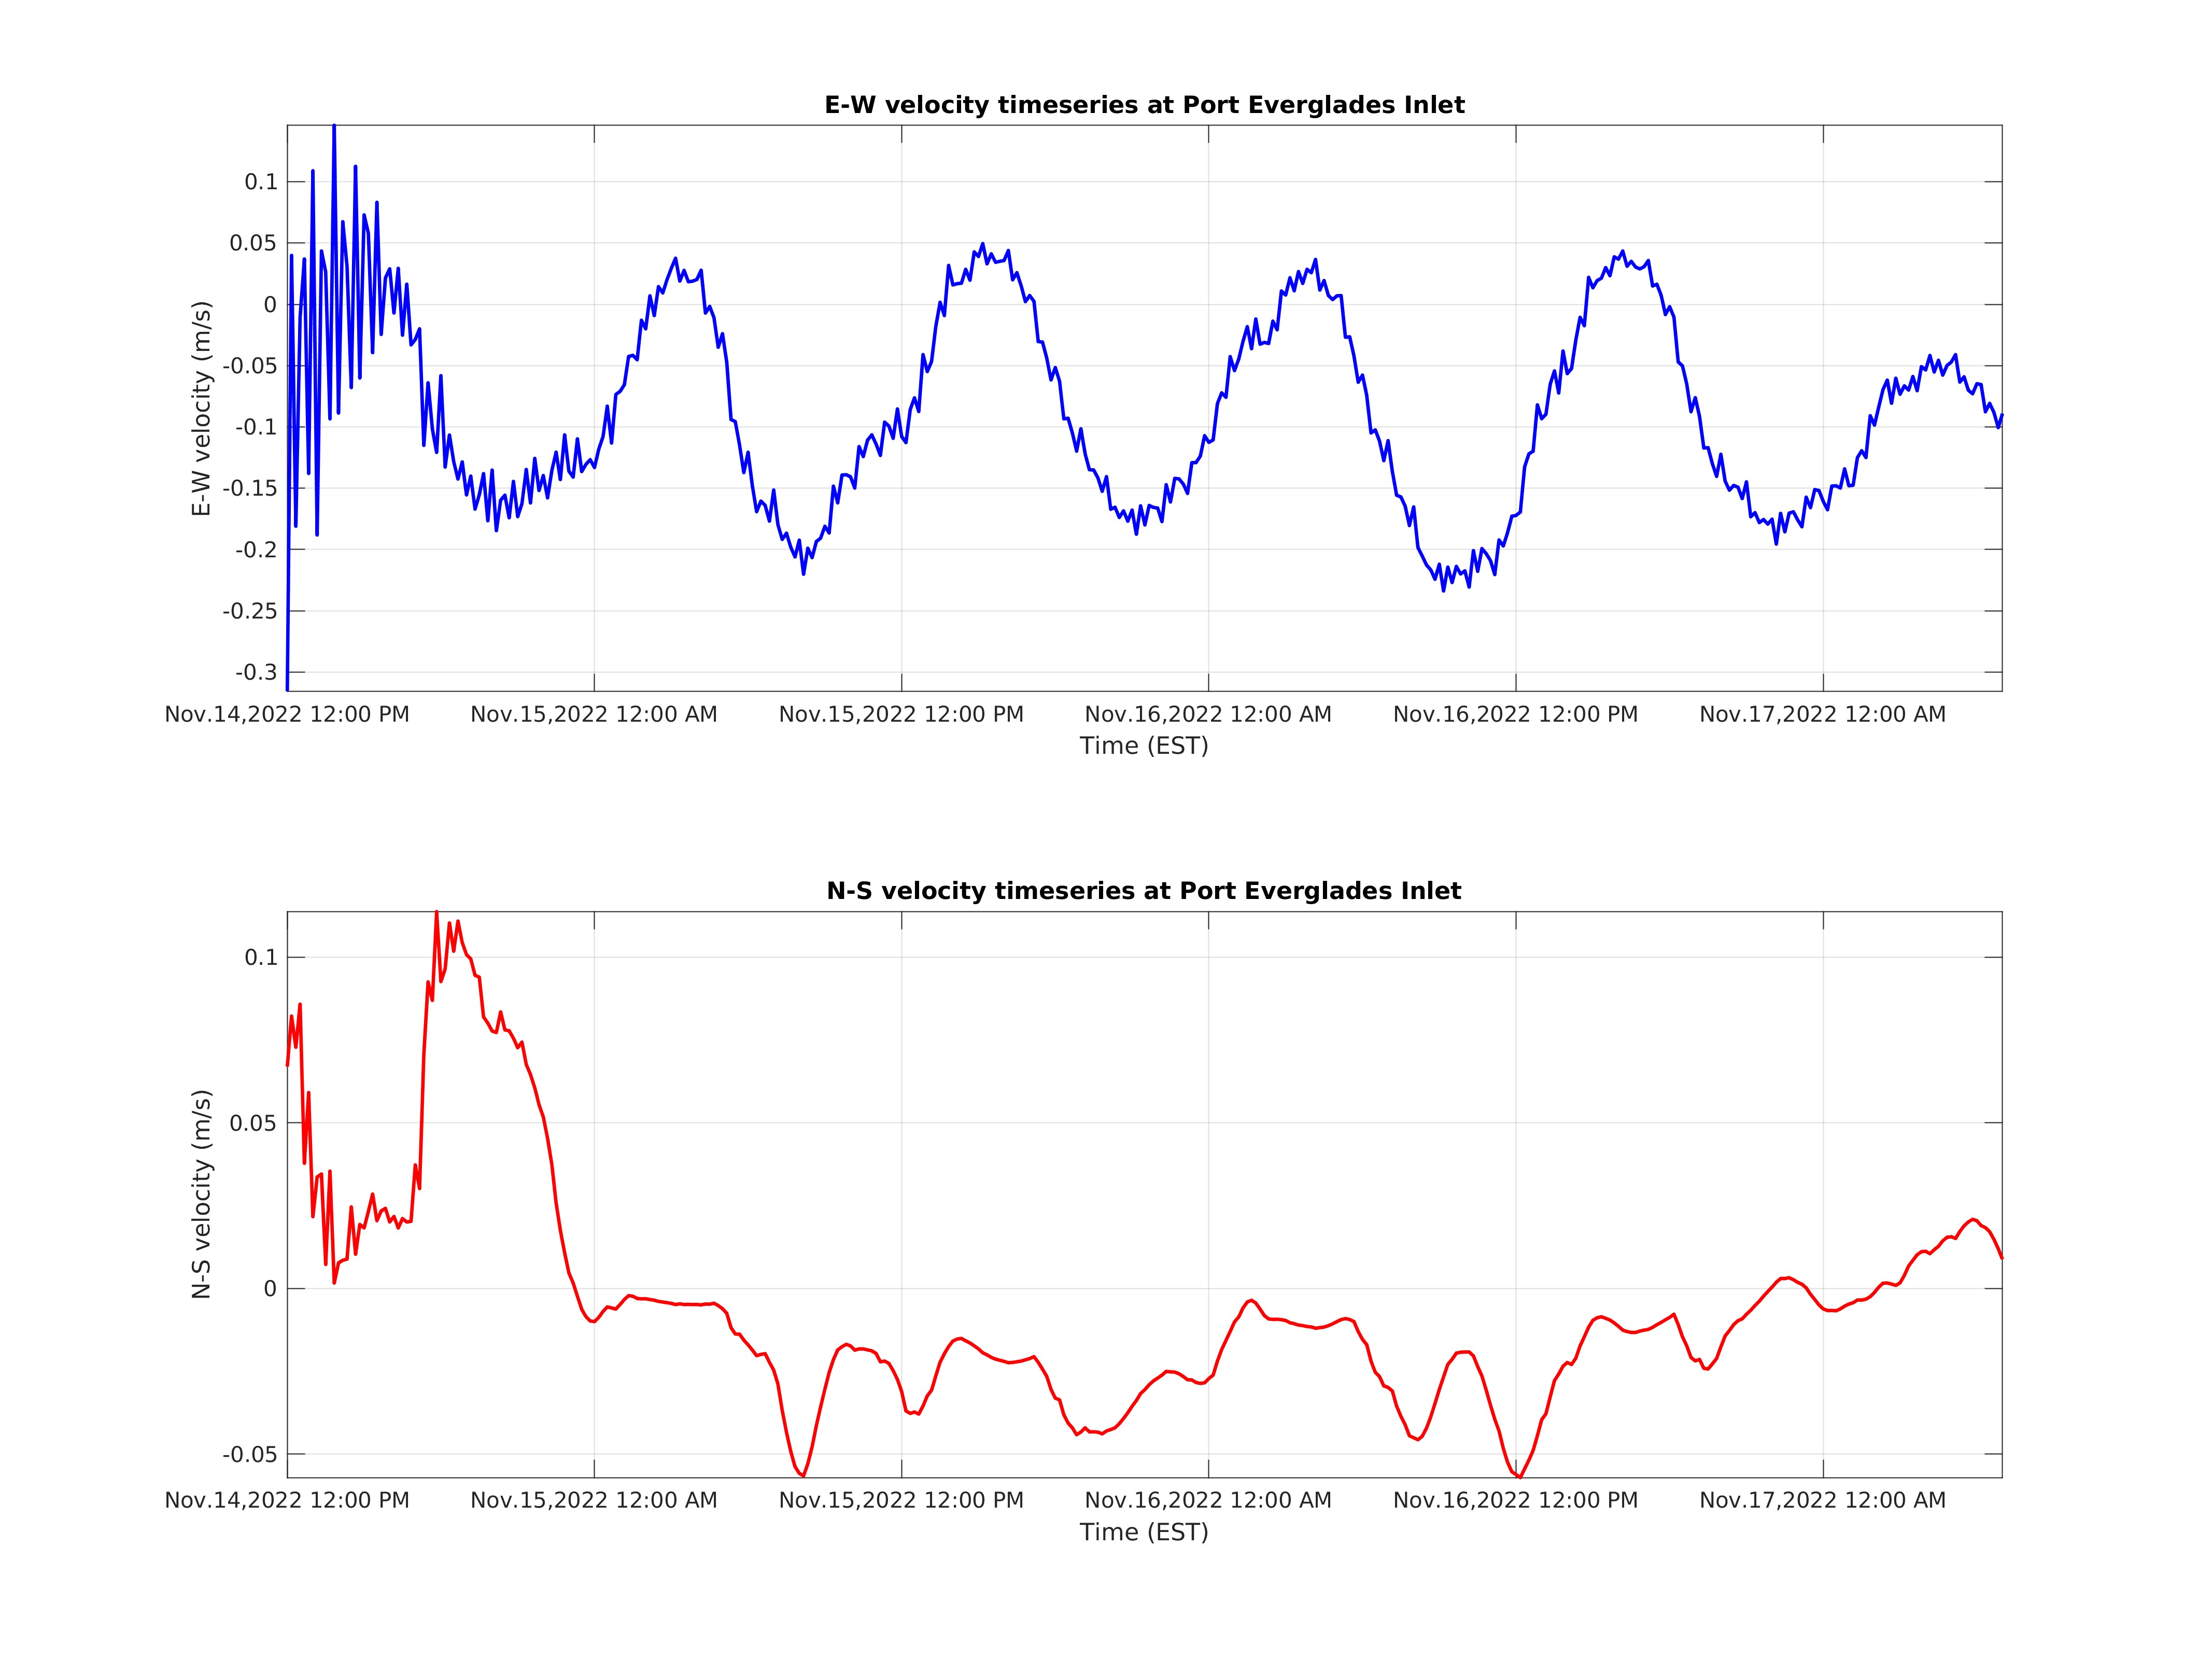 E-W velocity timeseries at Port Everglades Inlet
E-W velocity (m/s)
0.1
0.05
0
-0.05
-0.1
-0.15
-0.2
-0.25
-0.3
Nov.14,2022 12:00 PM Nov.15,2022 12:00 AM Nov.15,2022 12:00 PM Nov.16,2022 12:00 AM Nov.16,2022 12:00 PM Nov.17,2022 12:00 AM
Time (EST)
N-S velocity timeseries at Port Everglades Inlet
N-S velocity (m/s)
0.1
0.05
0
-0.05
Nov.14,2022 12:00 PM Nov.15,2022 12:00 AM Nov.15,2022 12:00 PM Nov.16,2022 12:00 AM Nov.16,2022 12:00 PM Nov.17,2022 12:00 AM
Time (EST)